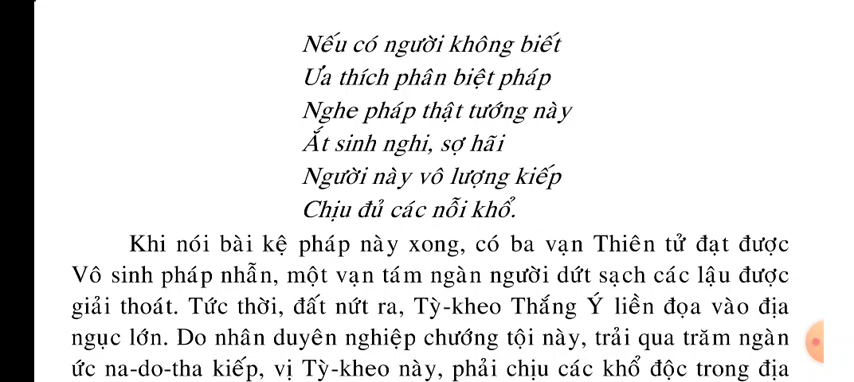 Nếu có người không biết
Ưa thích phân biệt pháp
Nghe pháp thật tướng này
Ắt sinh nghi, sợ hãi
Người này vô lượng kiếp
Chịu đủ các nỗi khổ.
Khi nói bài kệ pháp này xong, có ba vạn Thiên tử đạt được
Vô sinh pháp nhẫn, một vạn tám ngàn người dứt sạch các lậu được
giải thoát. Tức thời, đất nứt ra, Tỳ-kheo Thắng Ý liền đọa vào địa
ngục lớn. Do nhân duyên nghiệp chướng tội này, trải qua trăm ngàn
ức na-do-tha kiếp, vị Tỳ-kheo này, phải chịu các khổ độc trong địa